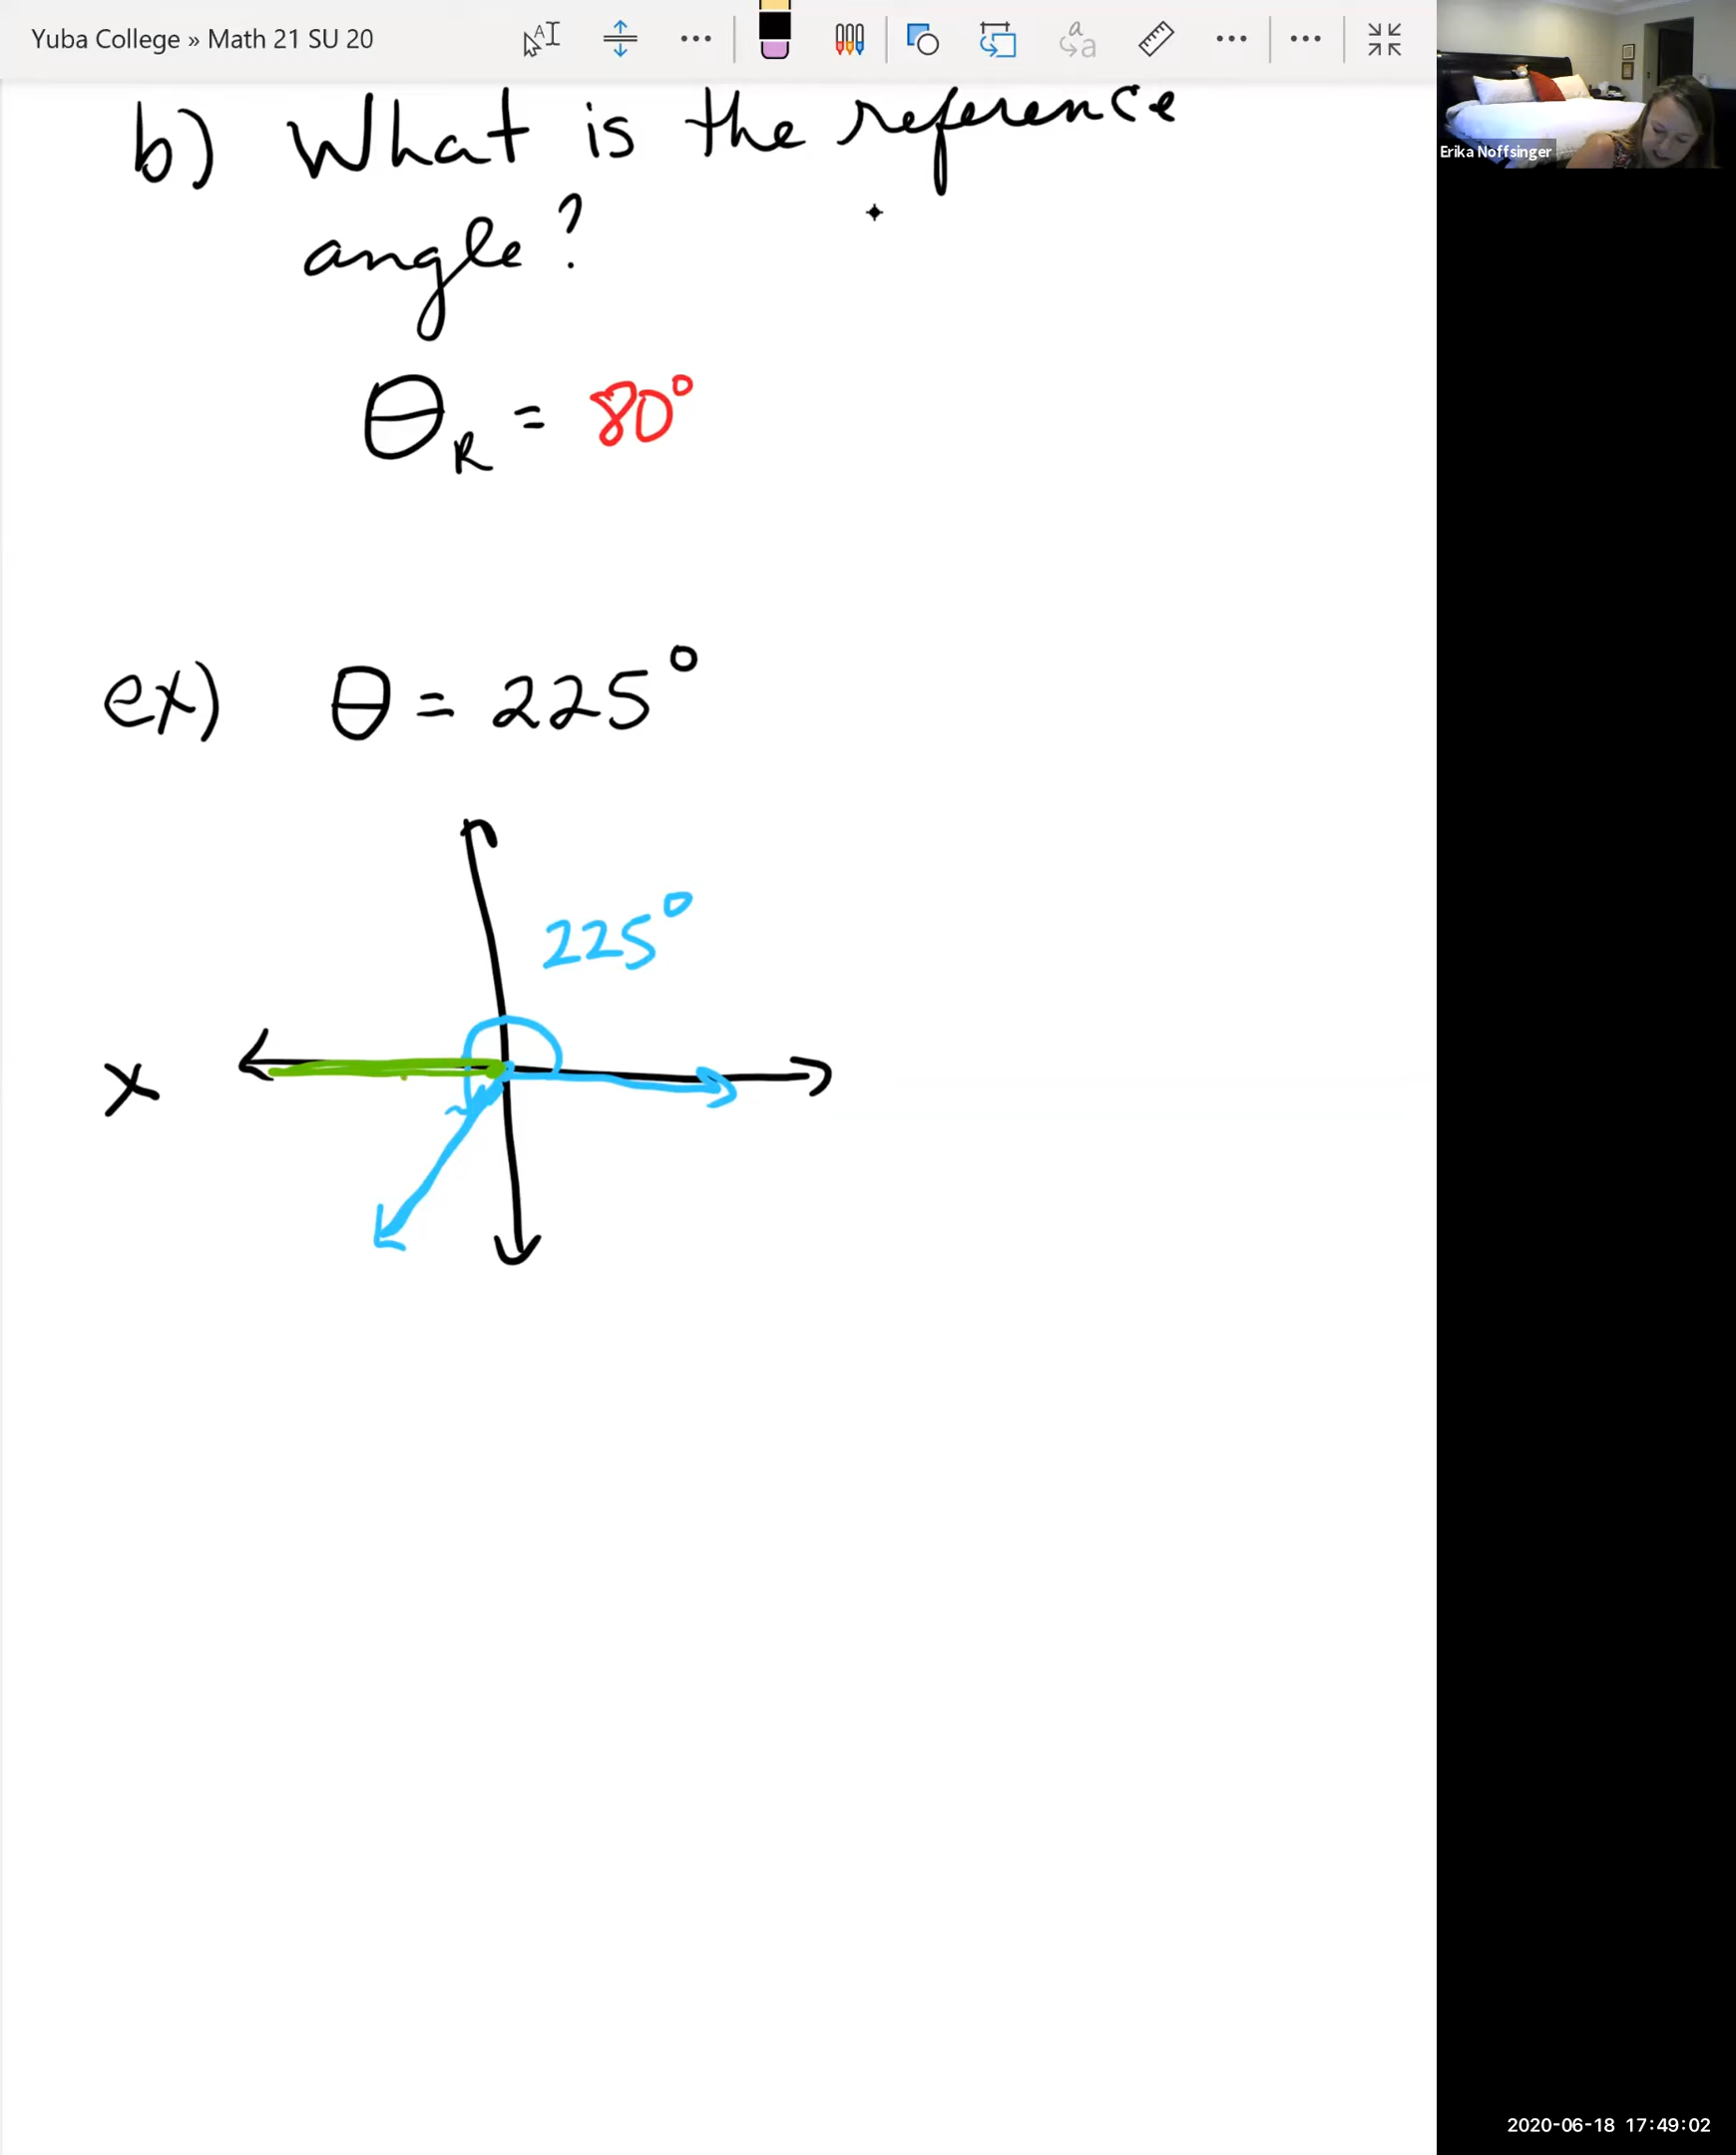 Yuba College » Math 21 SU 20
Erika Noffsinger
b) What is the reference
angle?
θR = 80°
ex) θ = 225°
225°
x
2020-06-18 17:49:02